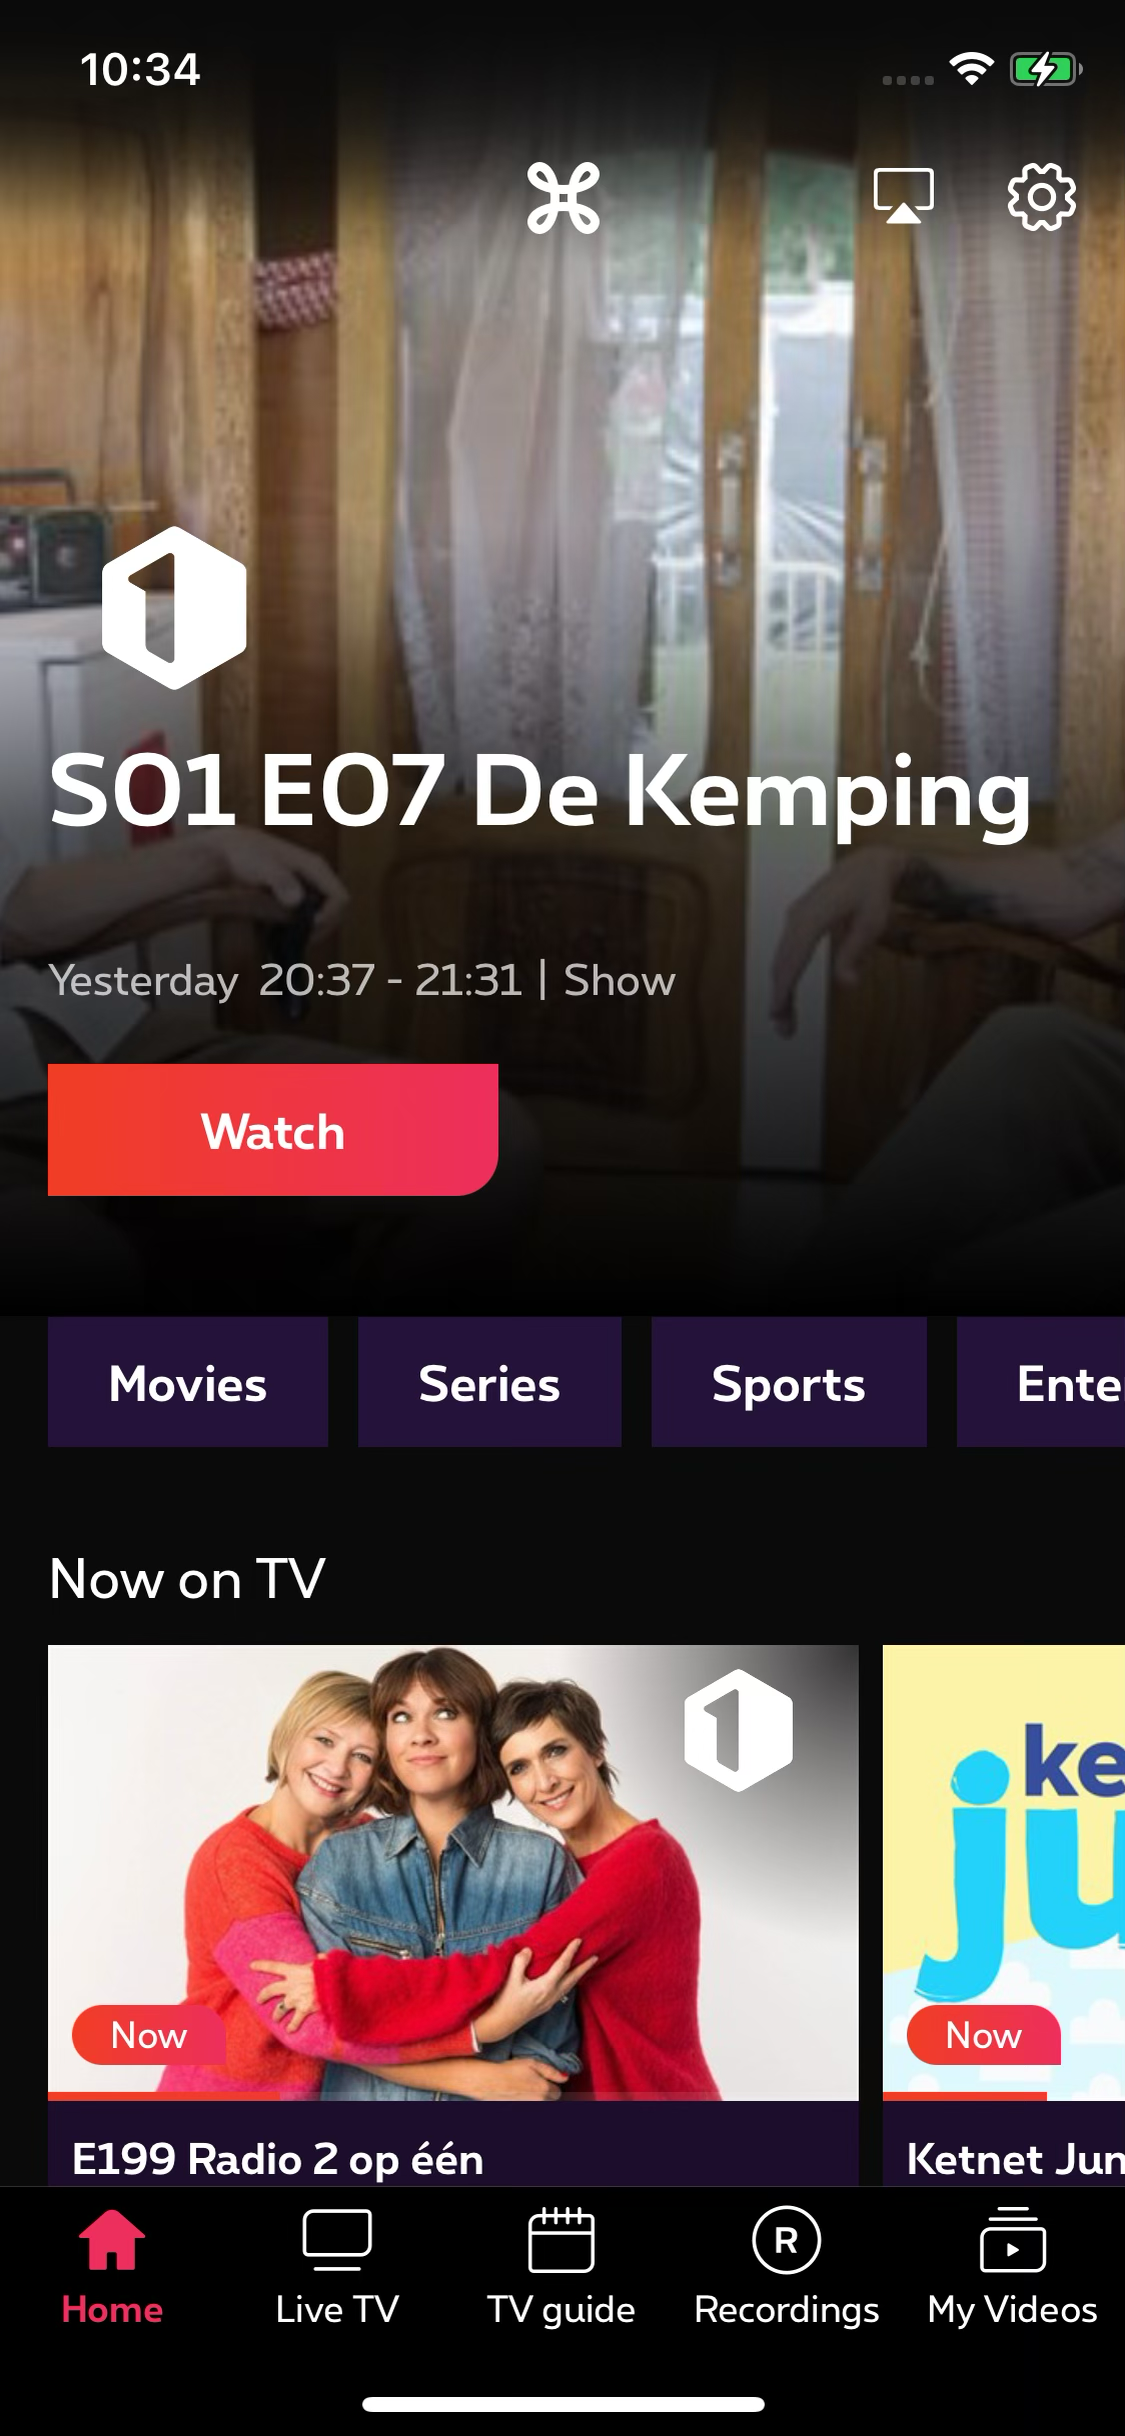 10:34
1
S01 E07 De Kemping
Yesterday 20:37 - 21:31 | Show
Watch
Movies Series Sports Ente
Now on TV
1
ke
ju
Now Now
E199 Radio 2 op één Ketnet Jun
R
Home Live TV TV guide Recordings My Videos